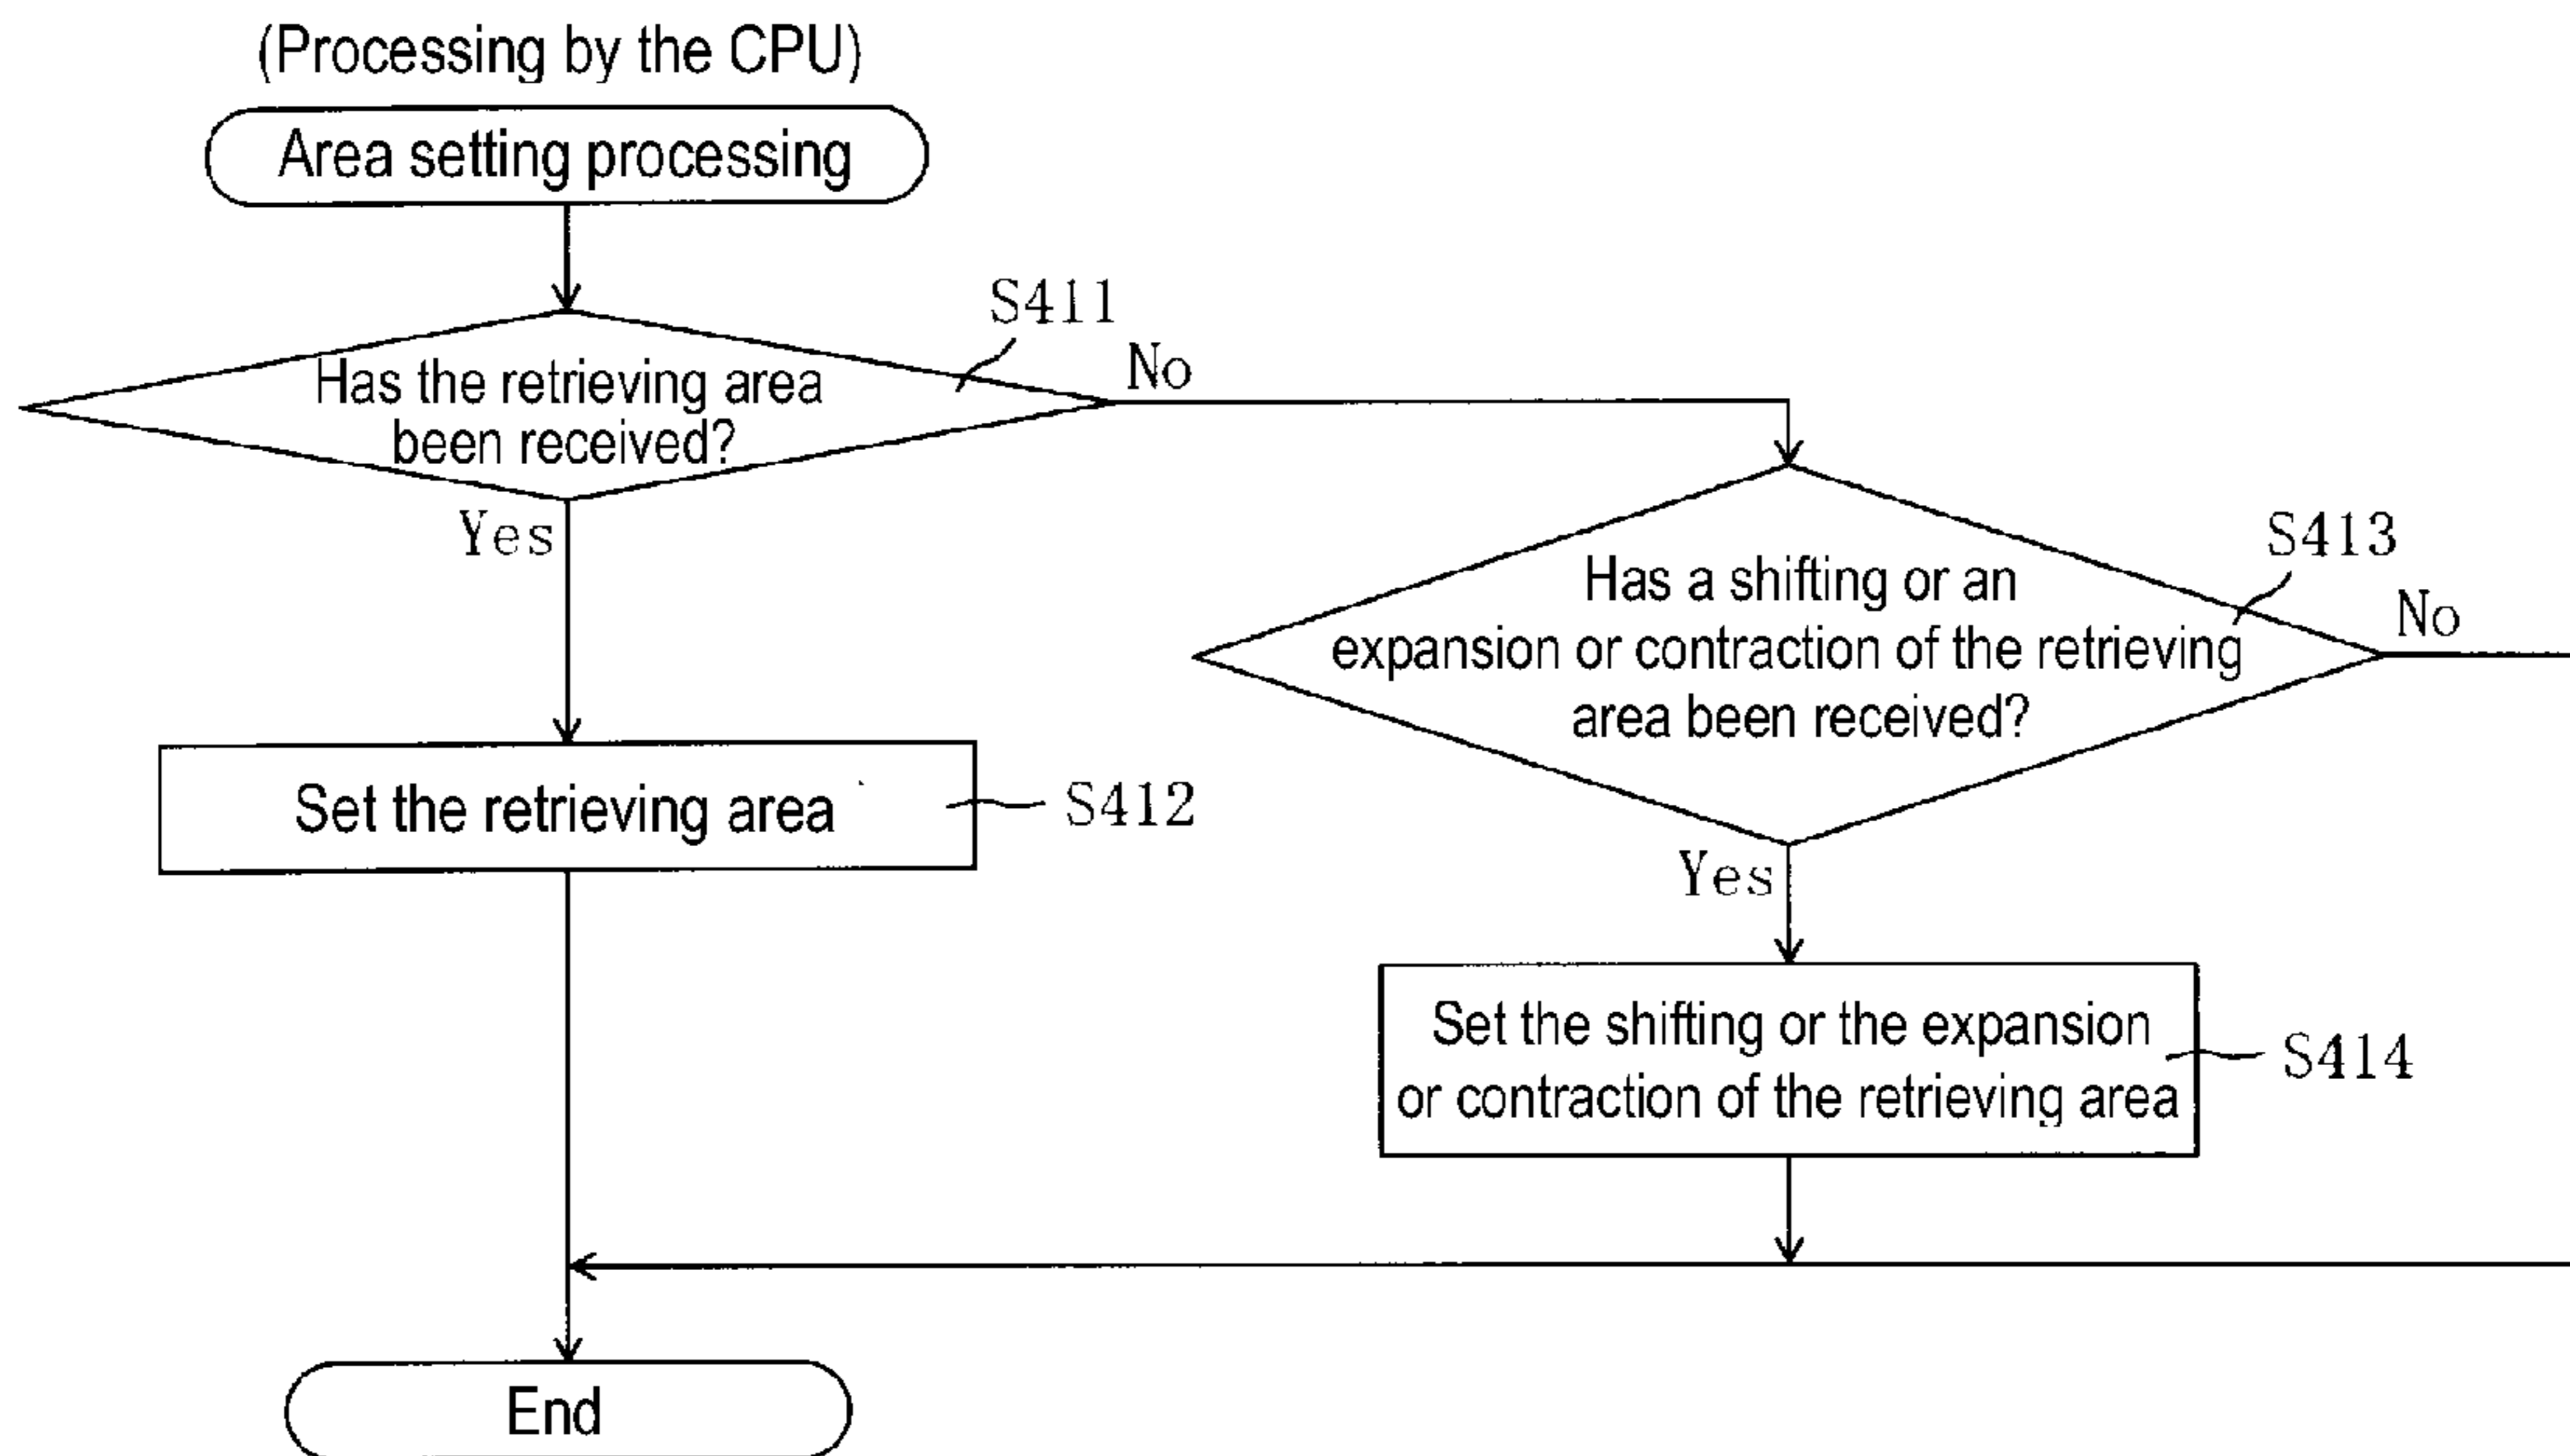 (Processing by the CPU)
Area setting processing
S411
Has the retrieving area
been received?
No
Yes
S413
Has a shifting or an
expansion or contraction of the retrieving
area been received?
No
Set the retrieving area
S412
Yes
Set the shifting or the expansion
or contraction of the retrieving area
S414
End